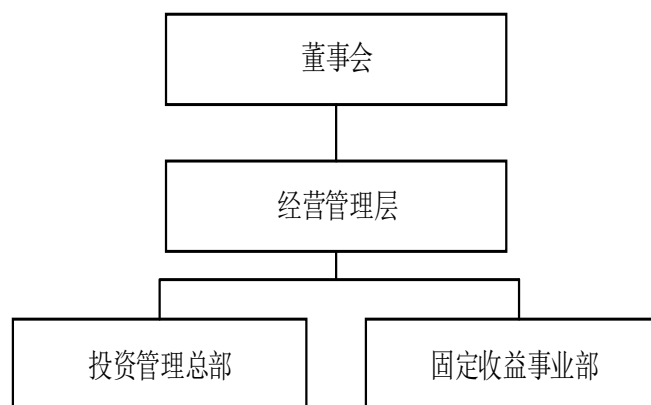 董事会
经营管理层
投资管理总部
固定收益事业部